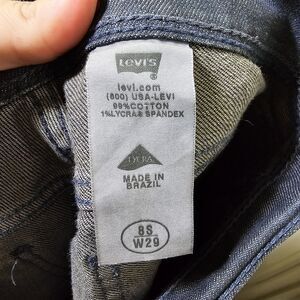 Levi's
levi.com
(800) USA-LEVI
99%COTTON
1%LYCRA® SPANDEX
LYCRA
MADE IN
BRAZIL
8S
W29